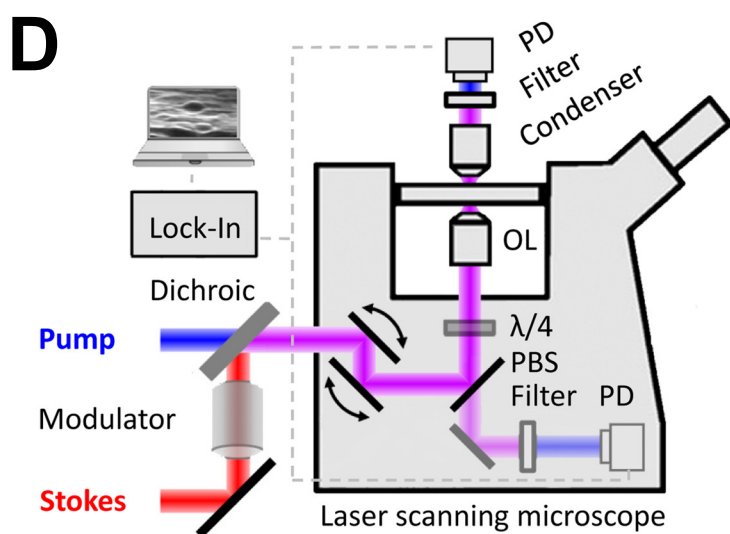 D
PD
Filter
Condenser
Lock-In
OL
Dichroic
Pump
λ/4
PBS
Filter
PD
Modulator
Stokes
Laser scanning microscope